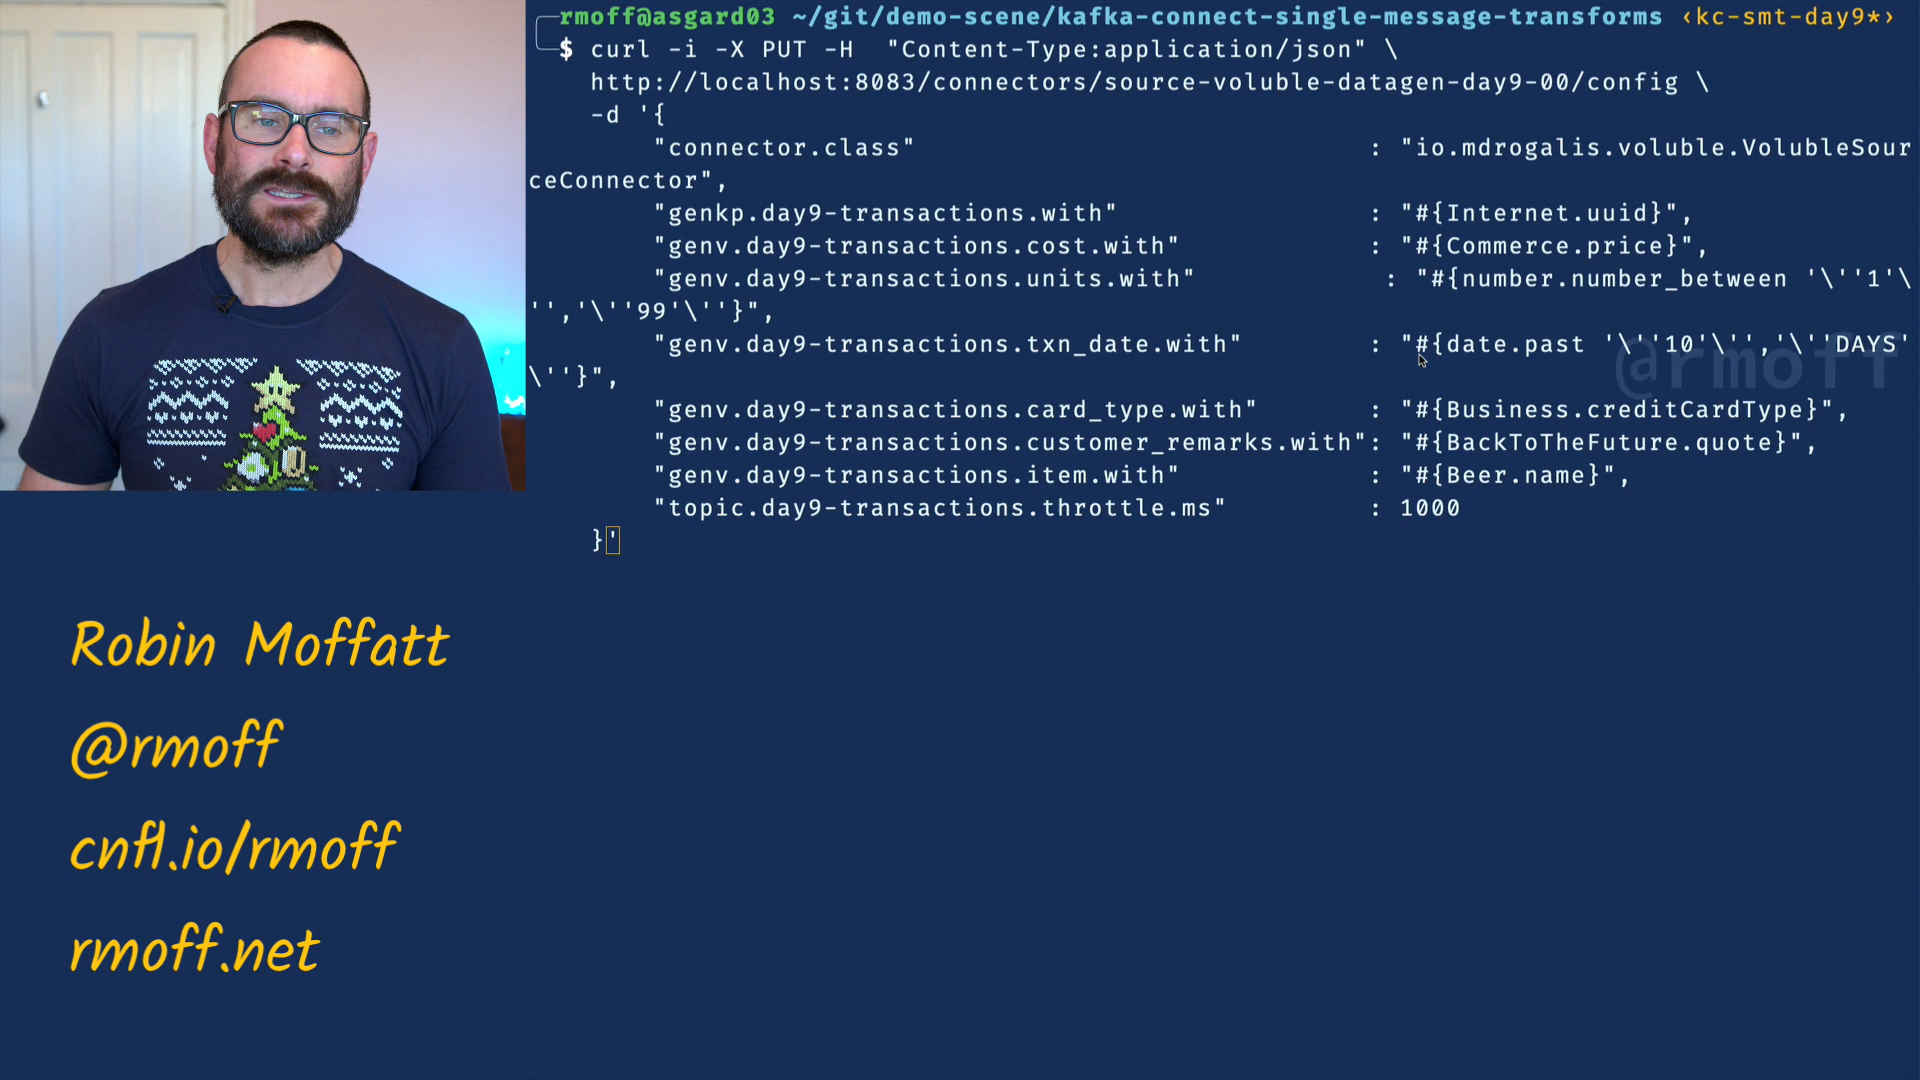 rmoff@asgard03 ~/git/demo-scene/kafka-connect-single-message-transforms ‹kc-smt-day9*›
$ curl -i -X PUT -H  "Content-Type:application/json" \
    http://localhost:8083/connectors/source-voluble-datagen-day9-00/config \
    -d '{
        "connector.class"                             : "io.mdrogalis.voluble.VolubleSour
ceConnector",
        "genkp.day9-transactions.with"                : "#{Internet.uuid}",
        "genv.day9-transactions.cost.with"            : "#{Commerce.price}",
        "genv.day9-transactions.units.with"            : "#{number.number_between '\''1'\
'','\''99'\''}",
        "genv.day9-transactions.txn_date.with"        : "#{date.past '\''10'\'','\''DAYS'
\''}",
        "genv.day9-transactions.card_type.with"       : "#{Business.creditCardType}",
        "genv.day9-transactions.customer_remarks.with": "#{BackToTheFuture.quote}",
        "genv.day9-transactions.item.with"            : "#{Beer.name}",
        "topic.day9-transactions.throttle.ms"         : 1000
    }'
@rmoff
Robin Moffatt
@rmoff
cnfl.io/rmoff
rmoff.net